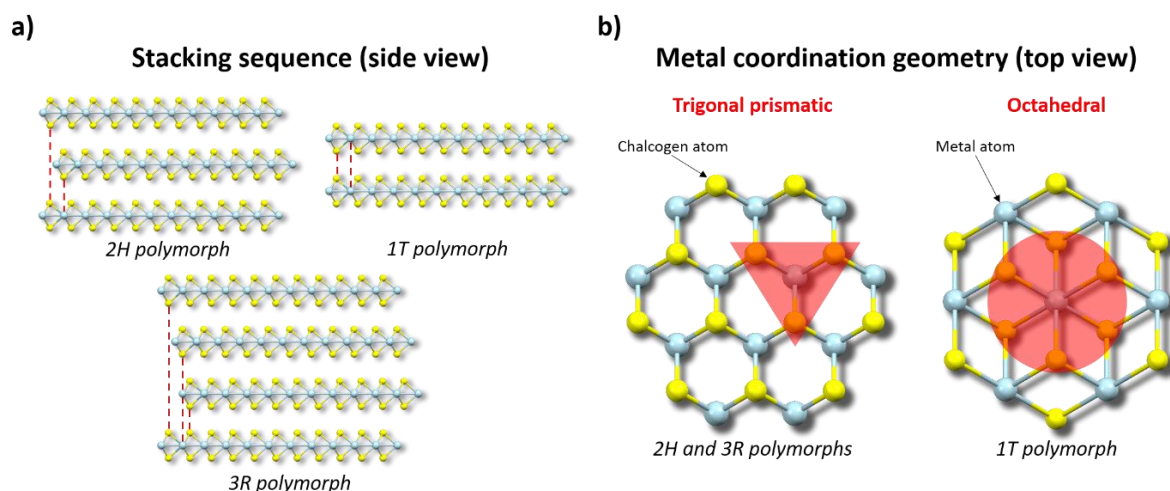 a)
Stacking sequence (side view)
2H polymorph
1T polymorph
3R polymorph
b)
Metal coordination geometry (top view)
Trigonal prismatic
Octahedral
Chalcogen atom
Metal atom
2H and 3R polymorphs
1T polymorph